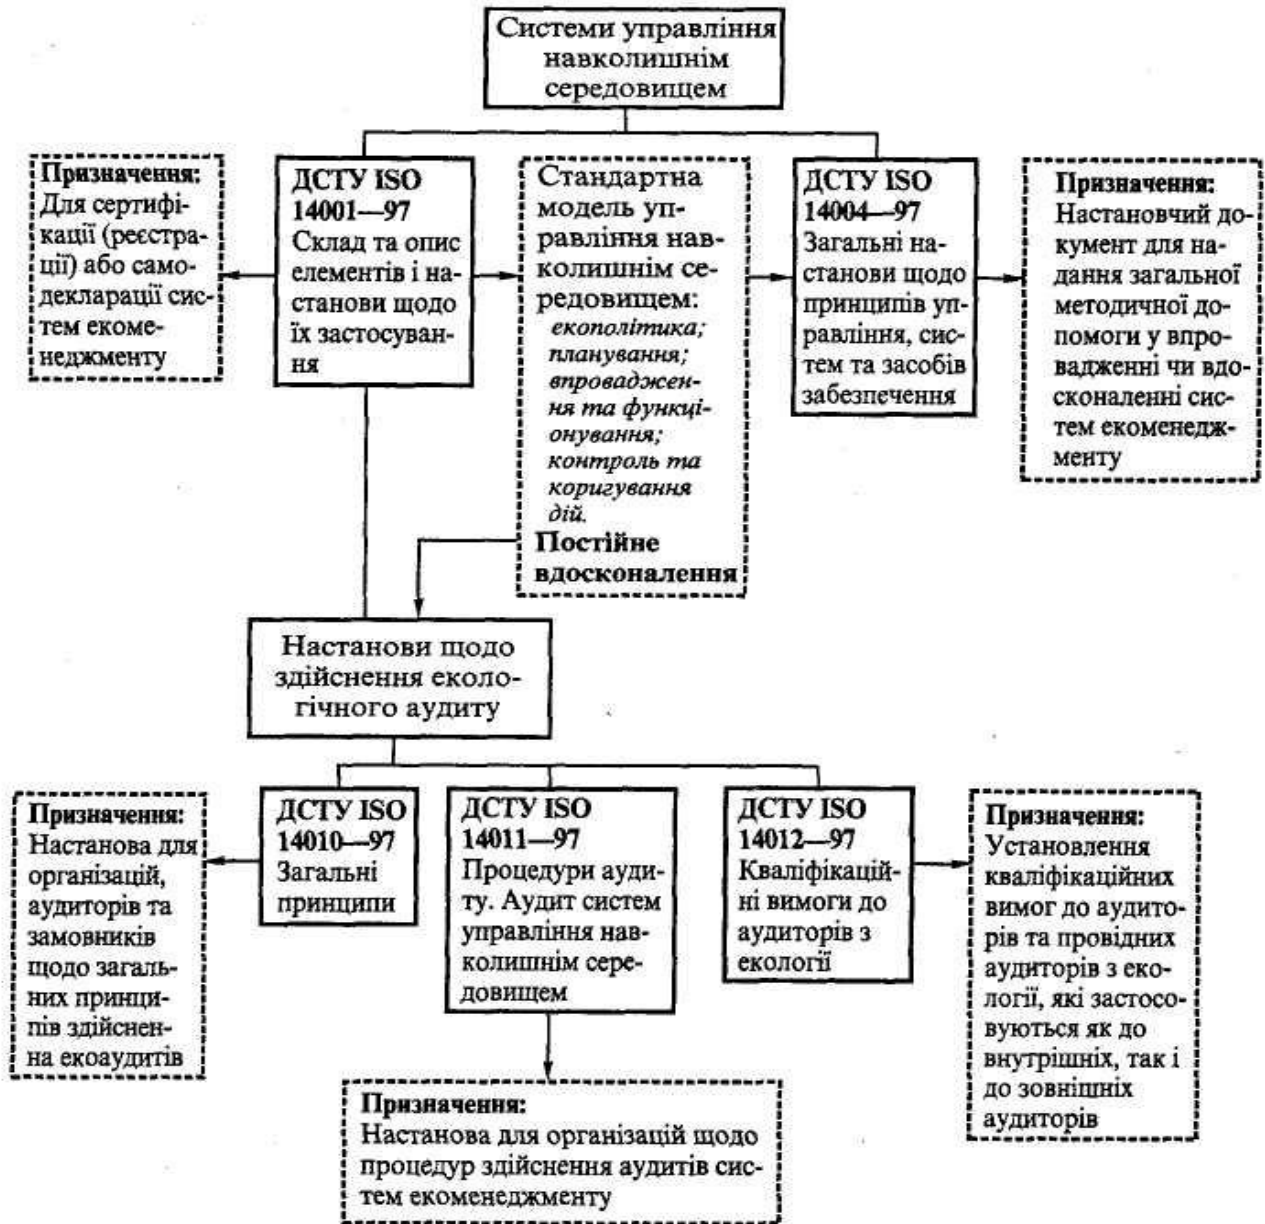 Системи управління
навколишнім
середовищем
Призначення:
Для сертифі-
кації (реєстра-
ції) або само-
декларації сис-
тем екоме-
неджменту
ДСТУ ISO
14001—97
Склад та опис
елементів і на-
станови щодо
їх застосуван-
ня
Стандартна
модель уп-
равління нав-
колишнім се-
редовищем:
екополітика;
планування;
впроваджен-
ня та функці-
онування;
контроль та
коригування
дій.
Постійне
вдосконалення
ДСТУ ISO
14004—97
Загальні на-
станови щодо
принципів уп-
равління, сис-
тем та засобів
забезпечення
Призначення:
Настановчий до-
кумент для на-
дання загальної
методичної до-
помоги у впро-
вадженні чи вдо-
сконаленні сис-
тем екоменедж-
менту
Настанови щодо
здійснення еколо-
гічного аудиту
Призначення:
Настанова для
організацій,
аудиторів та
замовників
щодо загаль-
них принци-
пів здійснен-
на екоаудитів
ДСТУ ISO
14010—97
Загальні
принципи
ДСТУ ISO
14011—97
Процедури ауди-
ту. Аудит систем
управління нав-
колишнім сере-
довищем
ДСТУ ISO
14012—97
Кваліфікацій-
ні вимоги до
аудиторів з
екології
Призначення:
Установлення
кваліфікаційних
вимог до аудито-
рів та провідних
аудиторів з еко-
логії, які застосо-
вуються як до
внутрішніх, так і
до зовнішніх
аудиторів
Призначення:
Настанова для організацій щодо
процедур здійснення аудитів сис-
тем екоменеджменту